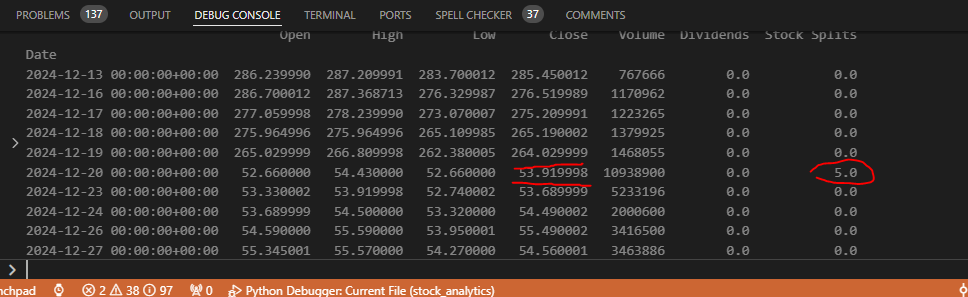 PROBLEMS 137 OUTPUT DEBUG CONSOLE TERMINAL PORTS SPELL CHECKER 37 COMMENTS
Open High Low Close Volume Dividends Stock Splits
Date
2024-12-13 00:00:00+00:00 286.239990 287.209991 283.700012 285.450012 767666 0.0 0.0
2024-12-16 00:00:00+00:00 286.700012 287.368713 276.329987 276.519989 1170962 0.0 0.0
2024-12-17 00:00:00+00:00 277.059998 278.239990 273.070007 275.209991 1223265 0.0 0.0
2024-12-18 00:00:00+00:00 275.964996 275.964996 265.109985 265.190002 1379925 0.0 0.0
2024-12-19 00:00:00+00:00 265.029999 266.809998 262.380005 264.029999 1468055 0.0 0.0
2024-12-20 00:00:00+00:00 52.660000 54.430000 52.660000 53.919998 10938900 0.0 5.0
2024-12-23 00:00:00+00:00 53.330002 53.919998 52.740002 53.689999 5233196 0.0 0.0
2024-12-24 00:00:00+00:00 53.689999 54.500000 53.320000 54.490002 2000600 0.0 0.0
2024-12-26 00:00:00+00:00 54.590000 55.590000 53.950001 55.490002 3416500 0.0 0.0
2024-12-27 00:00:00+00:00 55.345001 55.570000 54.270000 54.560001 3463886 0.0 0.0
nchpad 2 38 97 0 Python Debugger: Current File (stock_analytics)